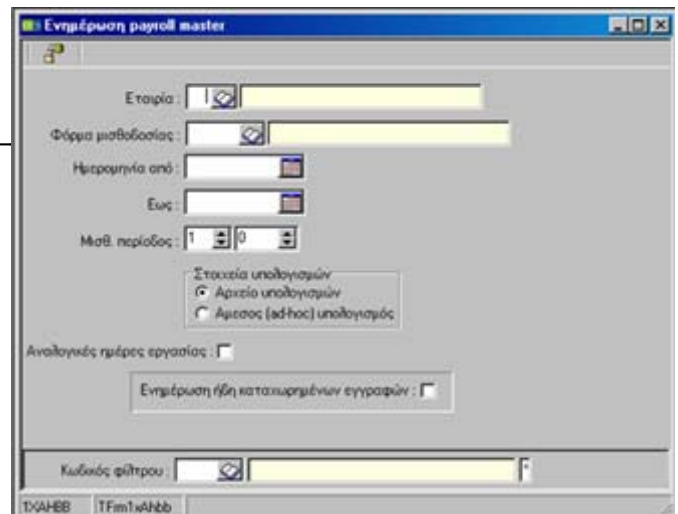 Ενημέρωση payroll master
Εταιρία :
Φόρμα μισθοδοσίας :
Ημερομηνία από :
Εως :
Μισθ. περίοδος : 1 0
Στοιχεία υπολογισμών
Αρχείο υπολογισμών
Αμεσος (ad-hoc) υπολογισμός
Αναλογικές ημέρες εργασίας :
Ενημέρωση ήδη καταχωρημένων εγγραφών :
Κωδικός φίλτρου : *
1XAHBB TFrm1xAhbb